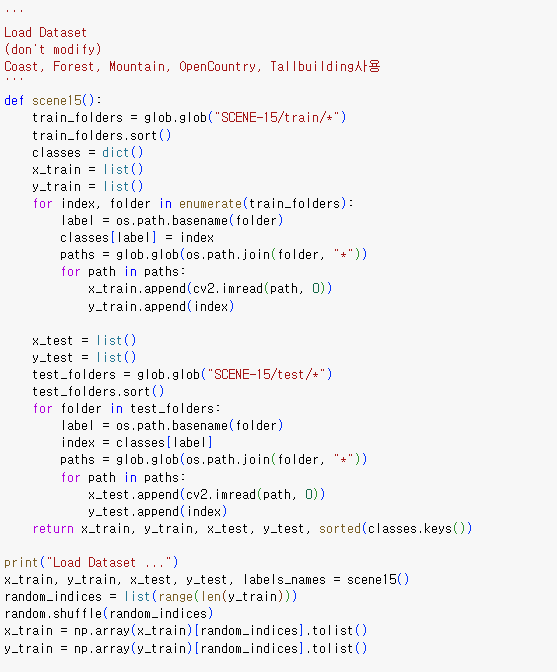 '''
Load Dataset
(don't modify)
Coast, Forest, Mountain, OpenCountry, Tallbuilding사용
'''
def scene15():
    train_folders = glob.glob("SCENE-15/train/*")
    train_folders.sort()
    classes = dict()
    x_train = list()
    y_train = list()
    for index, folder in enumerate(train_folders):
        label = os.path.basename(folder)
        classes[label] = index
        paths = glob.glob(os.path.join(folder, "*"))
        for path in paths:
            x_train.append(cv2.imread(path, 0))
            y_train.append(index)

    x_test = list()
    y_test = list()
    test_folders = glob.glob("SCENE-15/test/*")
    test_folders.sort()
    for folder in test_folders:
        label = os.path.basename(folder)
        index = classes[label]
        paths = glob.glob(os.path.join(folder, "*"))
        for path in paths:
            x_test.append(cv2.imread(path, 0))
            y_test.append(index)
    return x_train, y_train, x_test, y_test, sorted(classes.keys())

print("Load Dataset ...")
x_train, y_train, x_test, y_test, labels_names = scene15()
random_indices = list(range(len(y_train)))
random.shuffle(random_indices)
x_train = np.array(x_train)[random_indices].tolist()
y_train = np.array(y_train)[random_indices].tolist()